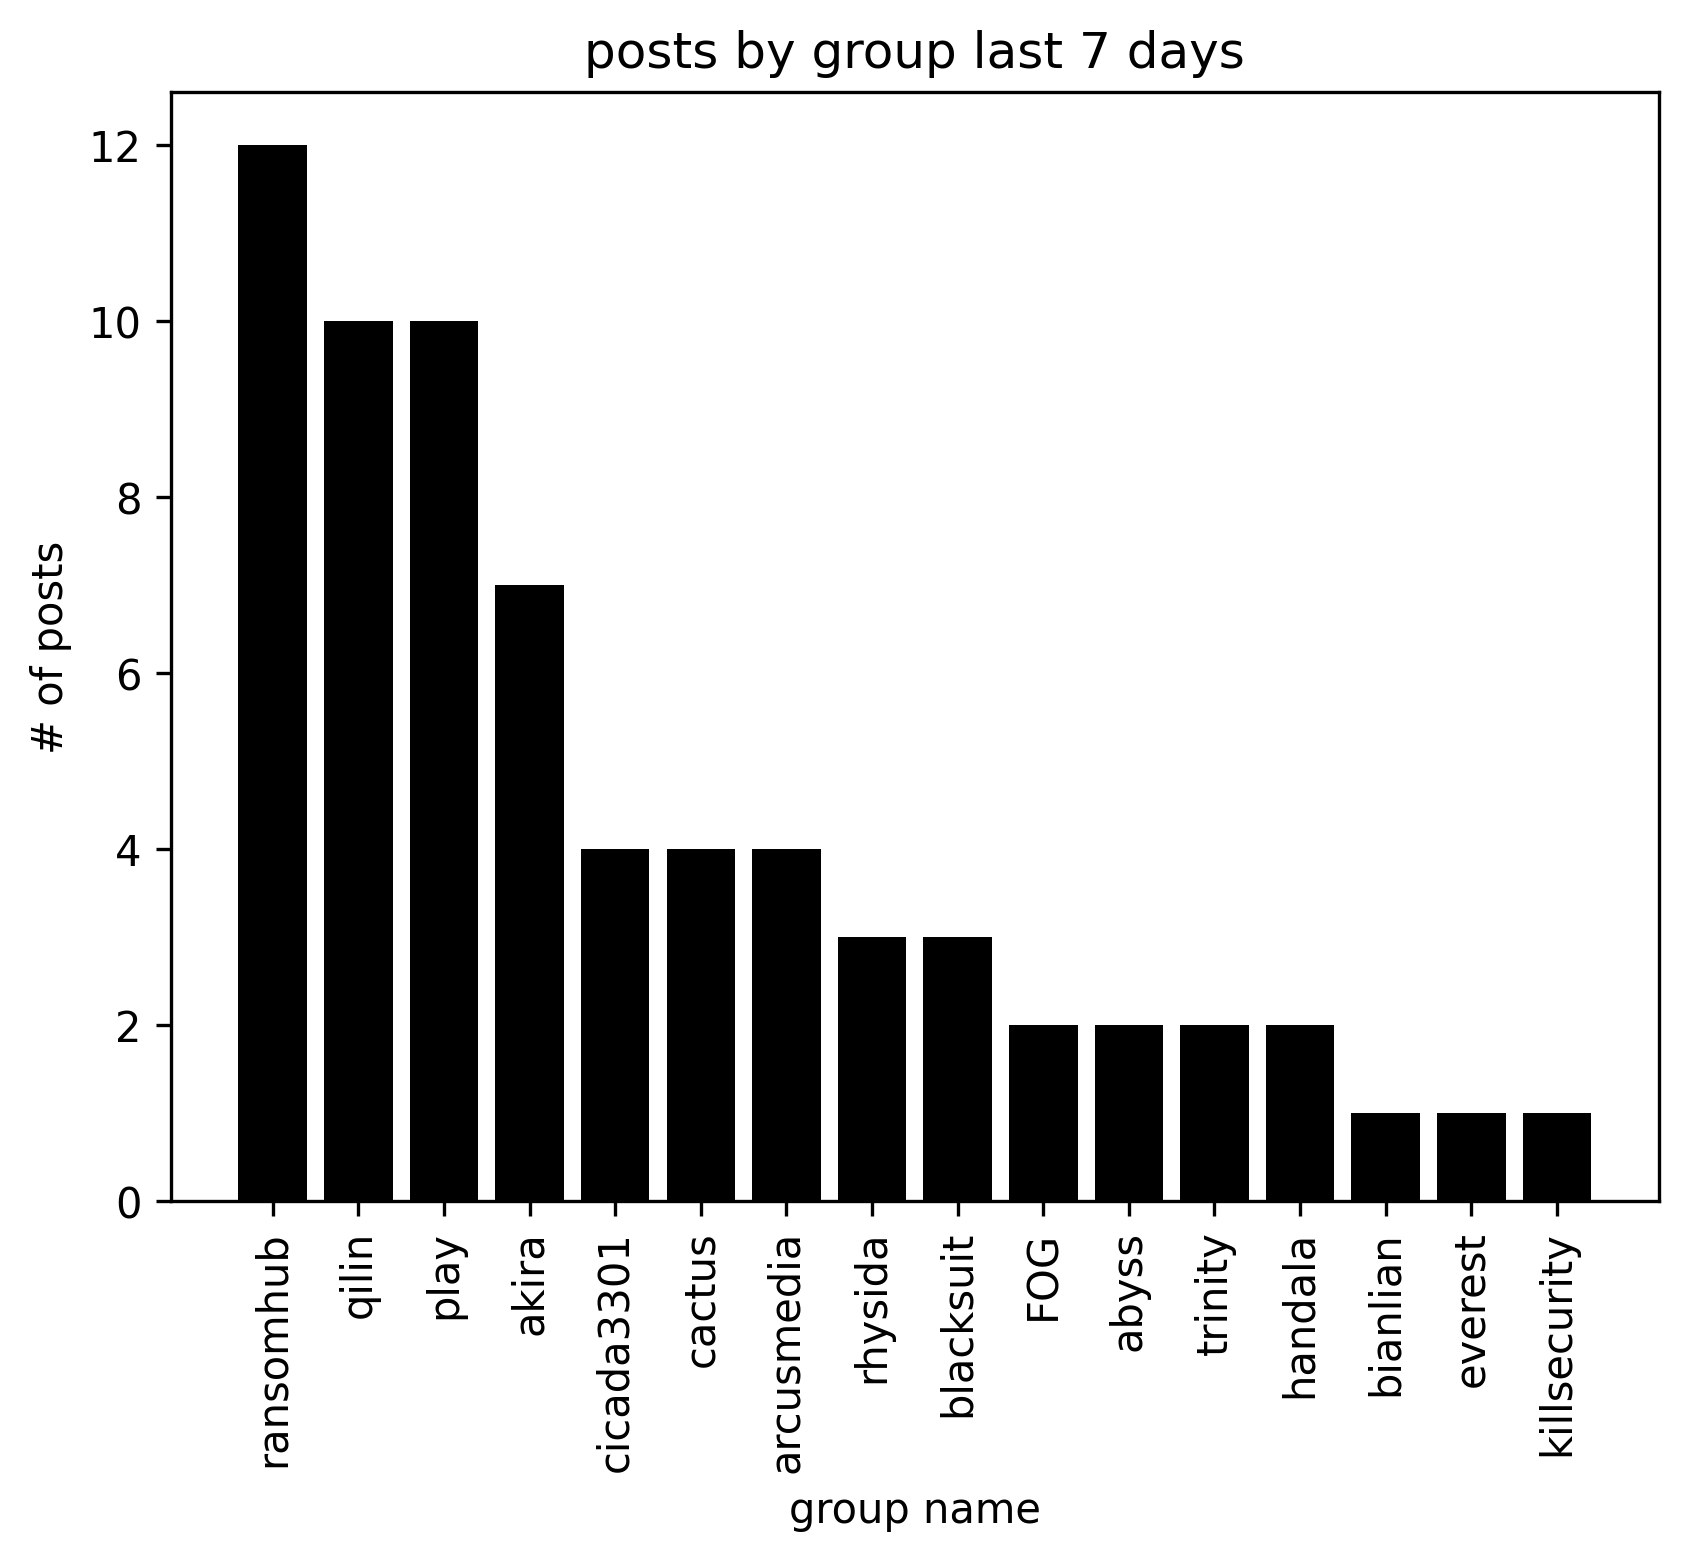 posts by group last 7 days
12
10
8
6
4
2
0
# of posts
ransomhub
qilin
play
akira
cicada3301
cactus
arcusmedia
rhysida
blacksuit
FOG
abyss
trinity
handala
bianlian
everest
killsecurity
group name